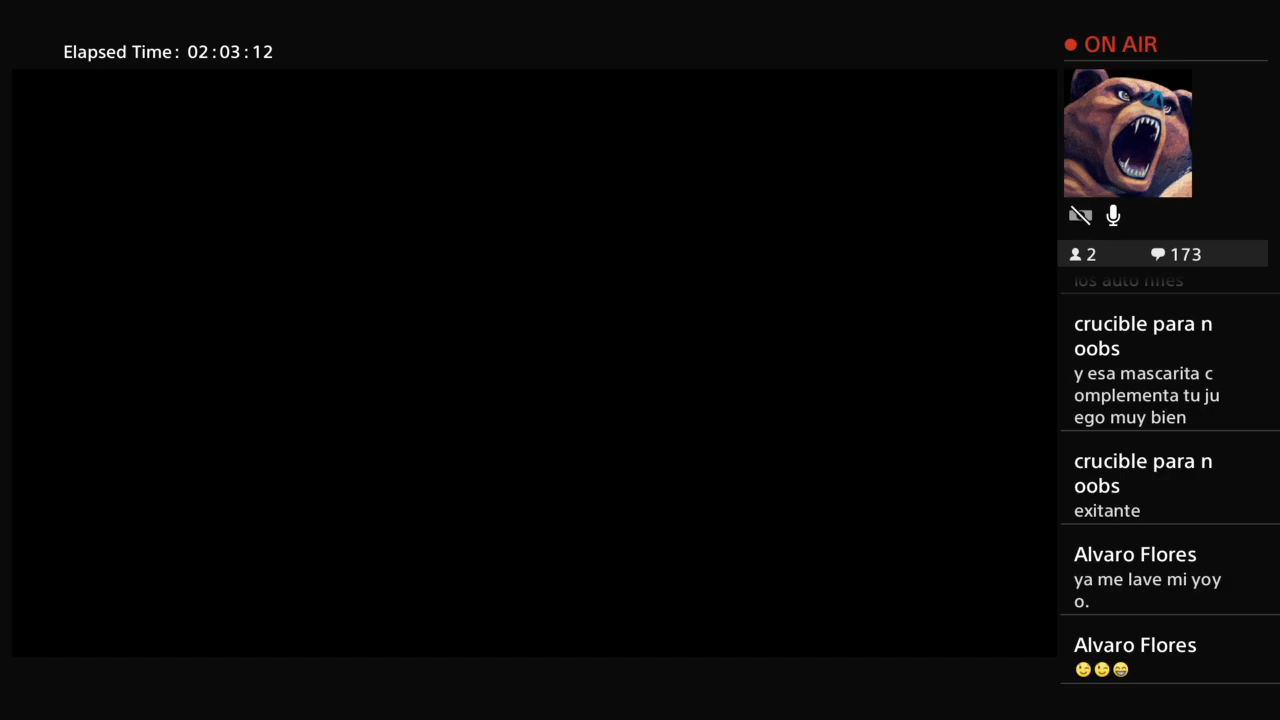 Elapsed Time: 02:03:12
ON AIR
2 173
crucible para n
oobs
y esa mascarita c
omplementa tu ju
ego muy bien
crucible para n
oobs
exitante
Alvaro Flores
ya me lave mi yoy
o.
Alvaro Flores
😉😉😁